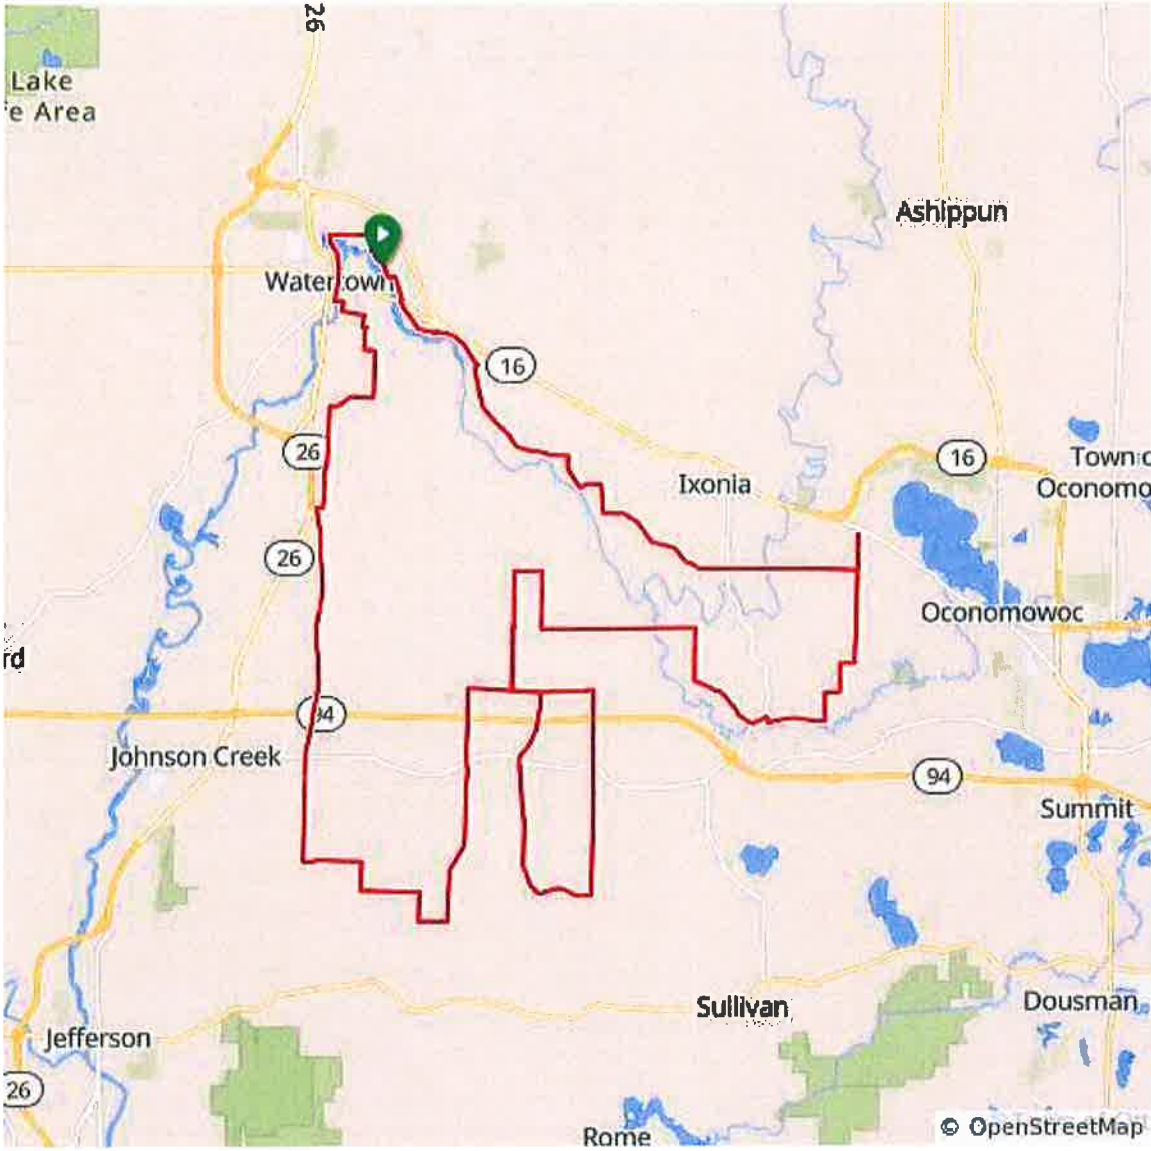 26
Lake
e Area
Ashippun
Watertown
16
26
16
Town
Oconomo
Ixonia
26
Oconomowoc
rd
94
Johnson Creek
94
Summit
Sullivan
Dousman
Jefferson
26
Rome
© OpenStreetMap